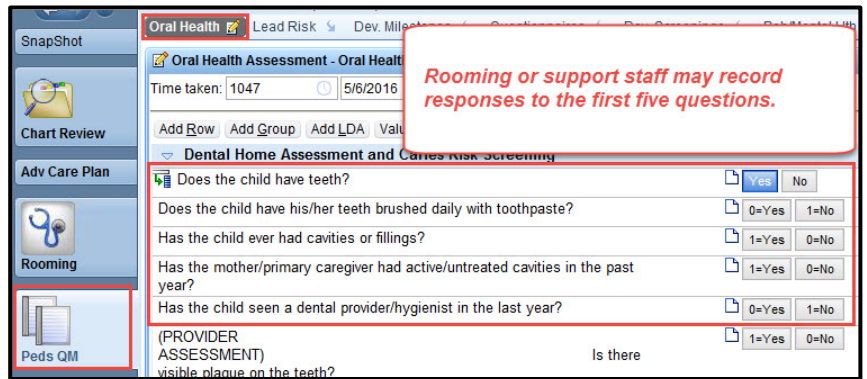 SnapShot
Chart Review
Adv Care Plan
Rooming
Peds QM
Oral Health Lead Risk Dev.
Oral Health Assessment - Oral
Time taken: 1047 5/6/2016
Add Row Add Group Add LDA
Dental Home Assessment and Caries Risk Screening
Rooming or support staff may record
responses to the first five questions.
Does the child have teeth? Yes No
Does the child have his/her teeth brushed daily with toothpaste? 0=Yes 1=No
Has the child ever had cavities or fillings? 1=Yes 0=No
Has the mother/primary caregiver had active/untreated cavities in the past 1=Yes 0=No
year?
Has the child seen a dental provider/hygienist in the last year? 0=Yes 1=No
(PROVIDER 1=Yes 0=No
ASSESSMENT) Is there
visible plaque on the teeth?